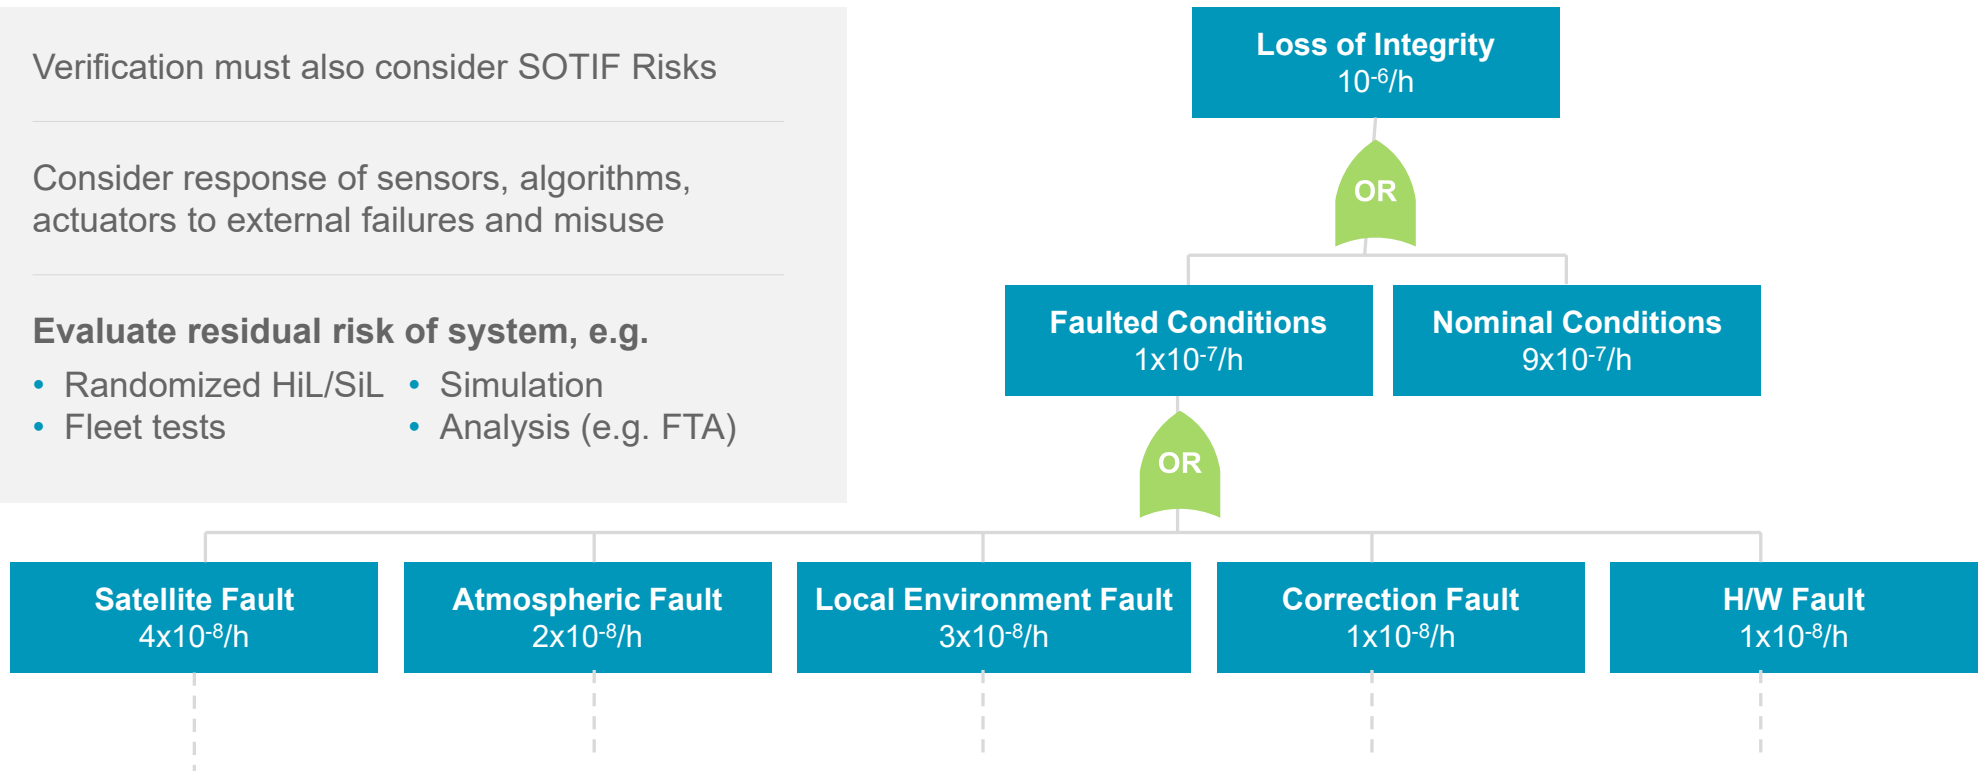 Verification must also consider SOTIF Risks
Consider response of sensors, algorithms,
actuators to external failures and misuse
Evaluate residual risk of system, e.g.
• Randomized HiL/SiL
• Fleet tests
• Simulation
• Analysis (e.g. FTA)
Loss of Integrity
10⁻⁶/h
OR
Faulted Conditions
1x10⁻⁷/h
Nominal Conditions
9x10⁻⁷/h
OR
Satellite Fault
4x10⁻⁸/h
Atmospheric Fault
2x10⁻⁸/h
Local Environment Fault
3x10⁻⁸/h
Correction Fault
1x10⁻⁸/h
H/W Fault
1x10⁻⁸/h